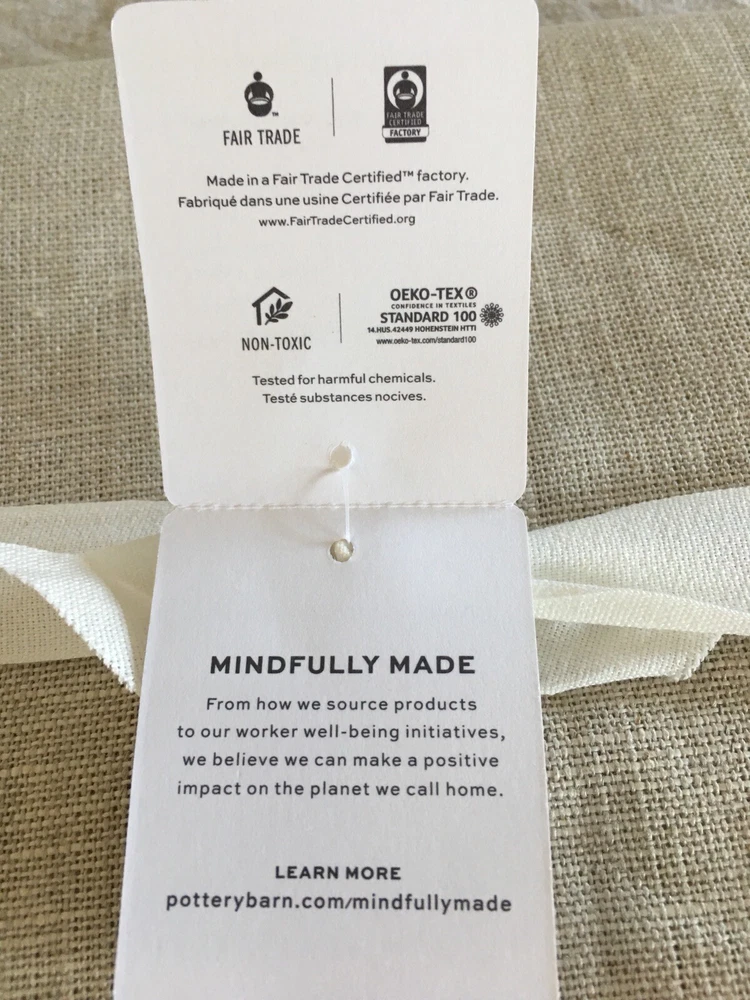 ™
FAIR TRADE
FAIR TRADE
CERTIFIED
FACTORY
Made in a Fair Trade Certified™ factory.
Fabriqué dans une usine Certifiée par Fair Trade.
www.FairTradeCertified.org
NON-TOXIC
OEKO-TEX®
CONFIDENCE IN TEXTILES
STANDARD 100
14.HUS.42449 HOHENSTEIN HTTI
www.oeko-tex.com/standard100
Tested for harmful chemicals.
Testé substances nocives.
MINDFULLY MADE
From how we source products
to our worker well-being initiatives,
we believe we can make a positive
impact on the planet we call home.
LEARN MORE
potterybarn.com/mindfullymade